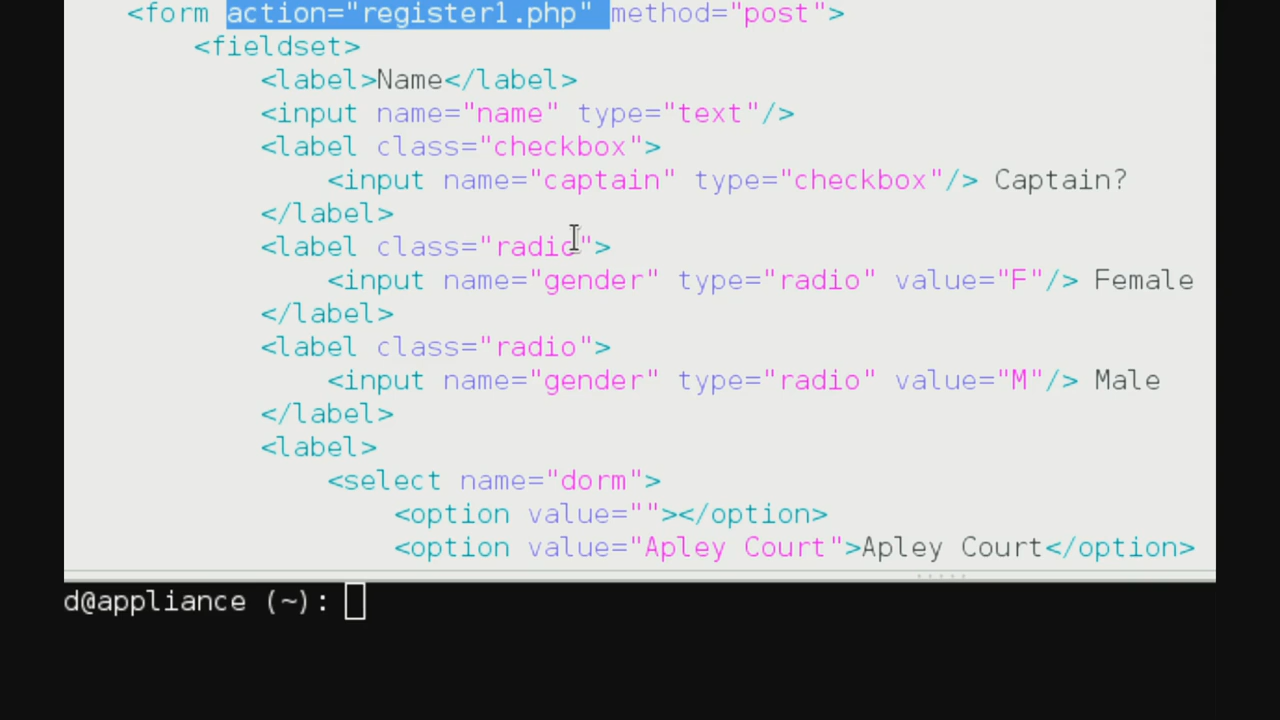 <form action="register1.php" method="post">
<fieldset>
<label>Name</label>
<input name="name" type="text"/>
<label class="checkbox">
<input name="captain" type="checkbox"/> Captain?
</label>
<label class="radio">
<input name="gender" type="radio" value="F"/> Female
</label>
<label class="radio">
<input name="gender" type="radio" value="M"/> Male
</label>
<label>
<select name="dorm">
<option value=""></option>
<option value="Apley Court">Apley Court</option>
d@appliance (~):